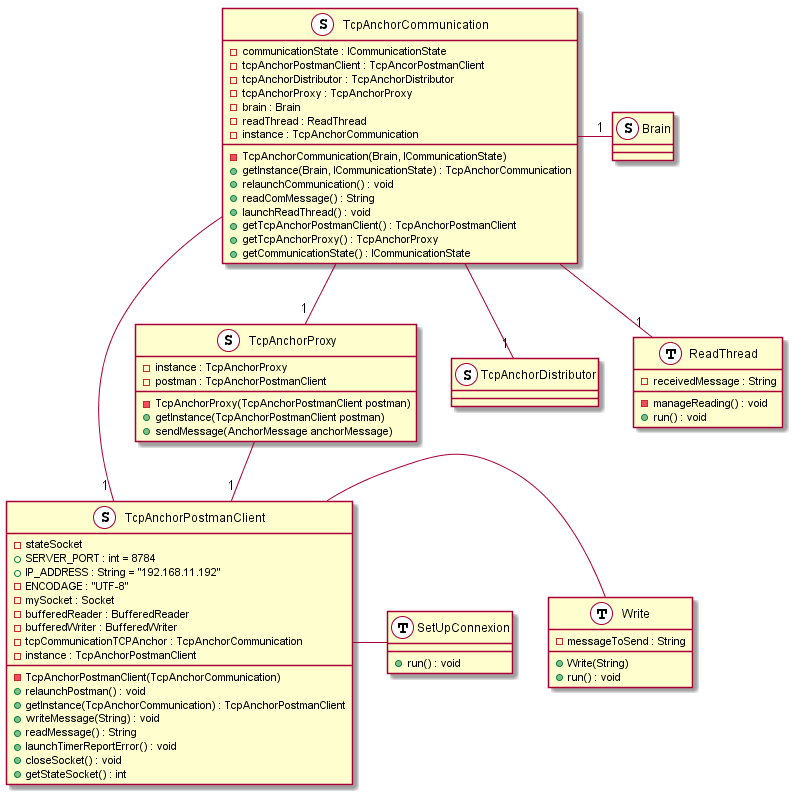 S TcpAnchorCommunication
communicationState : ICommunicationState
tcpAnchorPostmanClient : TcpAncorPostmanClient
tcpAnchorDistributor : TcpAnchorDistributor
tcpAnchorProxy : TcpAnchorProxy
brain : Brain
readThread : ReadThread
instance : TcpAnchorCommunication
TcpAnchorCommunication(Brain, ICommunicationState)
getInstance(Brain, ICommunicationState) : TcpAnchorCommunication
relaunchCommunication() : void
readComMessage() : String
launchReadThread() : void
getTcpAnchorPostmanClient() : TcpAnchorPostmanClient
getTcpAnchorProxy() : TcpAnchorProxy
getCommunicationState() : ICommunicationState
1
S Brain
1
S TcpAnchorProxy
instance : TcpAnchorProxy
postman : TcpAnchorPostmanClient
TcpAnchorProxy(TcpAnchorPostmanClient postman)
getInstance(TcpAnchorPostmanClient postman)
sendMessage(AnchorMessage anchorMessage)
1
S TcpAnchorDistributor
1
T ReadThread
receivedMessage : String
manageReading() : void
run() : void
1
1
S TcpAnchorPostmanClient
stateSocket
SERVER_PORT : int = 8784
IP_ADDRESS : String = "192.168.11.192"
ENCODAGE : "UTF-8"
mySocket : Socket
bufferedReader : BufferedReader
bufferedWriter : BufferedWriter
tcpCommunicationTCPAnchor : TcpAnchorCommunication
instance : TcpAnchorPostmanClient
TcpAnchorPostmanClient(TcpAnchorCommunication)
relaunchPostman() : void
getInstance(TcpAnchorCommunication) : TcpAnchorPostmanClient
writeMessage(String) : void
readMessage() : String
launchTimerReportError() : void
closeSocket() : void
getStateSocket() : int
T SetUpConnexion
run() : void
T Write
messageToSend : String
Write(String)
run() : void